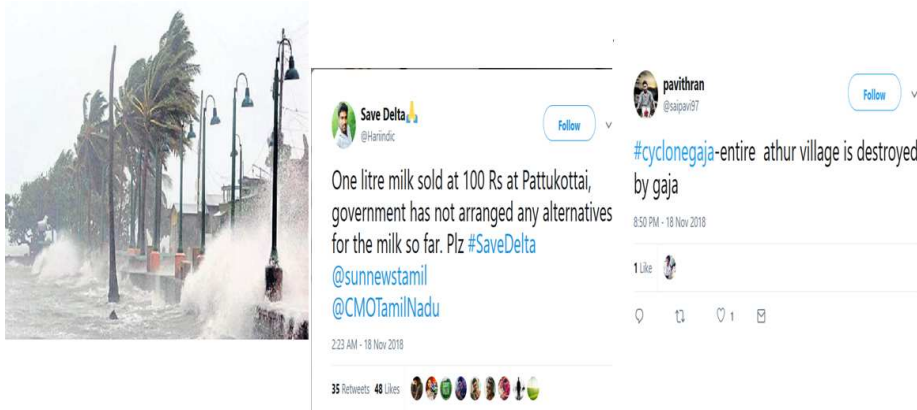 Save Delta🙏
@Hariindic
Follow
One litre milk sold at 100 Rs at Pattukottai,
government has not arranged any alternatives
for the milk so far. Plz #SaveDelta
@sunnewstamil
@CMOTamilNadu
2:23 AM - 18 Nov 2018
35 Retweets 48 Likes
pavithran
@saipavi97
Follow
#cyclonegaja-entire athur village is destroyed
by gaja
8:50 PM - 18 Nov 2018
1 Like
1